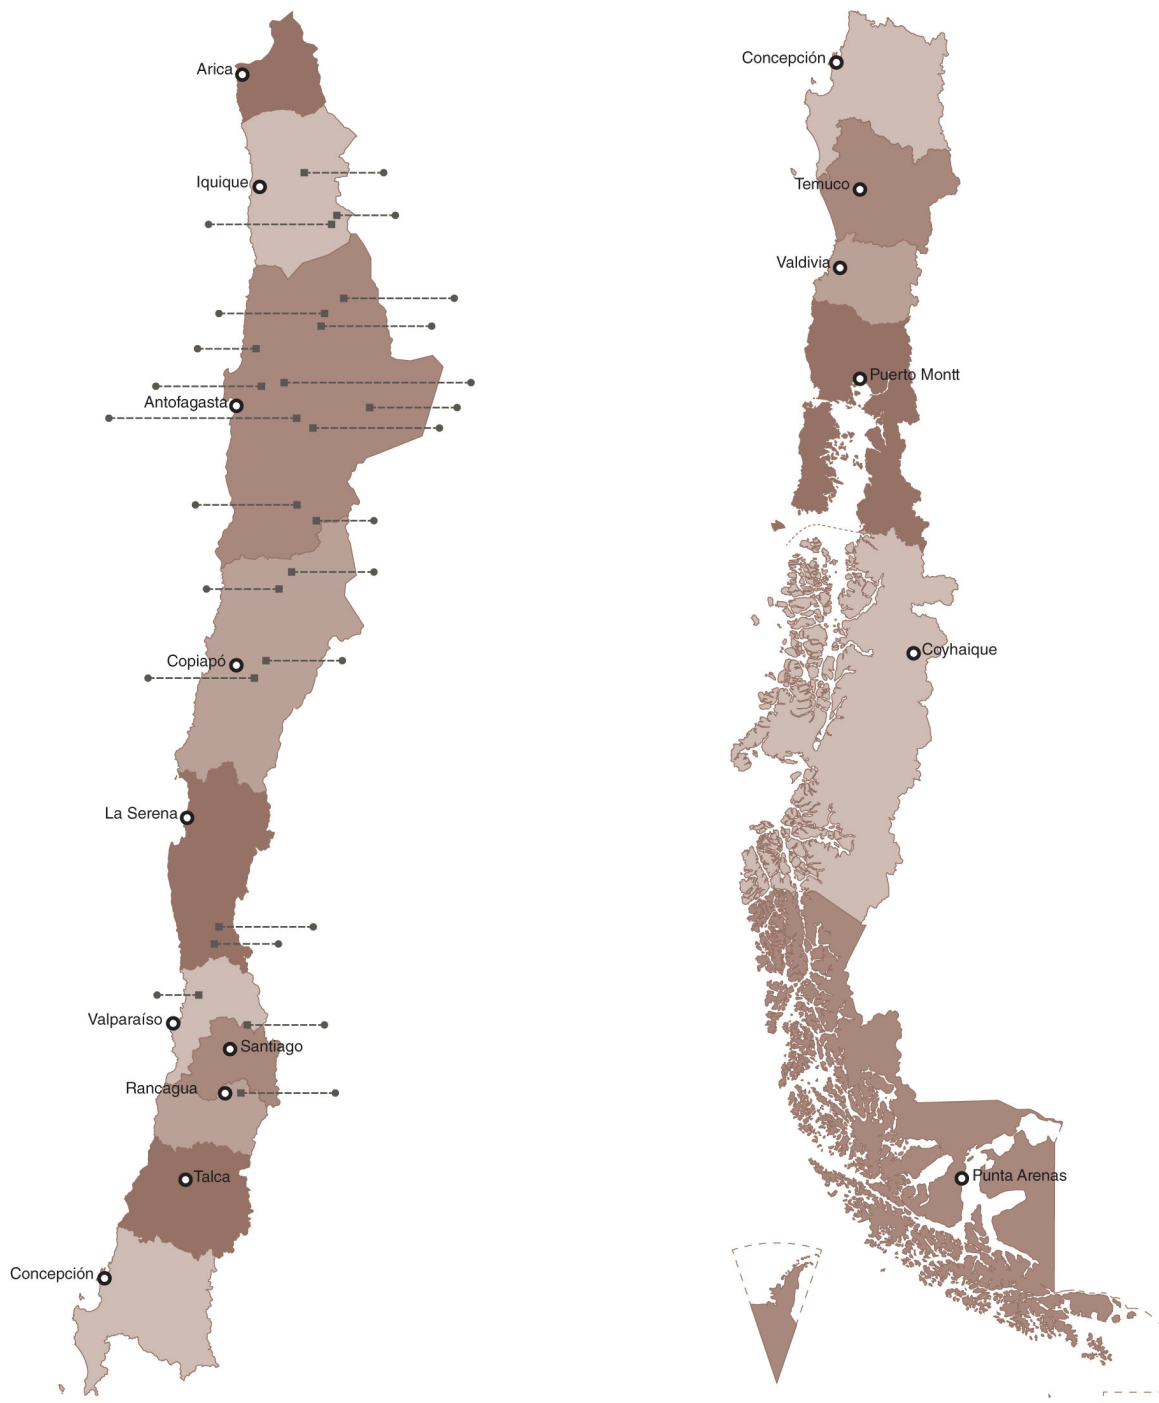 Arica
Iquique
Antofagasta
Copiapó
La Serena
Valparaíso
Santiago
Rancagua
Talca
Concepción
Concepción
Temuco
Valdivia
Puerto Montt
Coyhaique
Punta Arenas